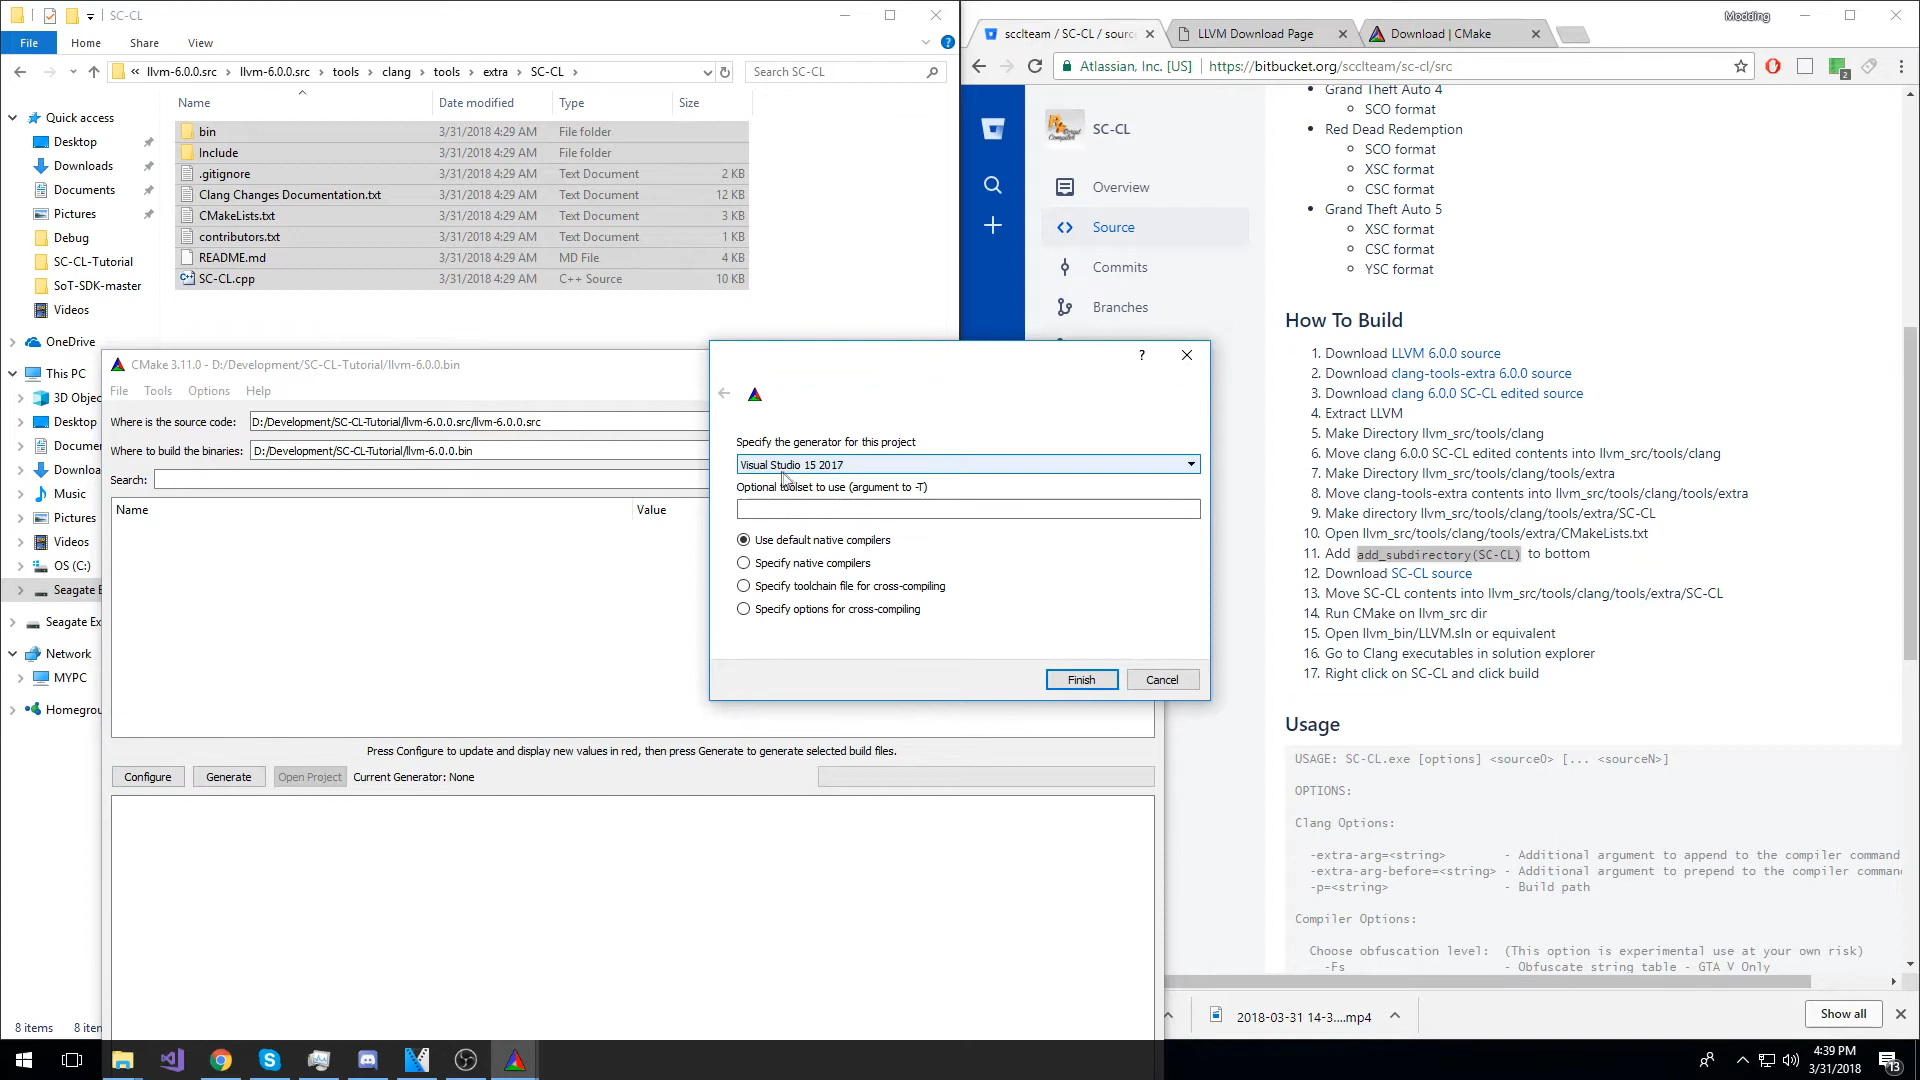 SC-CL
File
Home
Share
View
«
llvm-6.0.0.src
llvm-6.0.0.src
tools
clang
tools
extra
SC-CL
Search SC-CL
Name
Date modified
Type
Size
Quick access
Desktop
Downloads
Documents
Pictures
Debug
SC-CL-Tutorial
SoT-SDK-master
Videos
OneDrive
This PC
3D Objec
Desktop
Docume
Downlo
Music
Pictures
Videos
OS (C:)
Seagate E
Seagate Ex
Network
MYPC
Homegrou
bin 3/31/2018 4:29 AM File folder
Include 3/31/2018 4:29 AM File folder
.gitignore 3/31/2018 4:29 AM Text Document 2 KB
Clang Changes Documentation.txt 3/31/2018 4:29 AM Text Document 12 KB
CMakeLists.txt 3/31/2018 4:29 AM Text Document 3 KB
contributors.txt 3/31/2018 4:29 AM Text Document 1 KB
README.md 3/31/2018 4:29 AM MD File 4 KB
SC-CL.cpp 3/31/2018 4:29 AM C++ Source 10 KB
8 items
CMake 3.11.0 - D:/Development/SC-CL-Tutorial/llvm-6.0.0.bin
File Tools Options Help
Where is the source code: D:/Development/SC-CL-Tutorial/llvm-6.0.0.src/llvm-6.0.0.src
Where to build the binaries: D:/Development/SC-CL-Tutorial/llvm-6.0.0.bin
Search:
Name Value
Press Configure to update and display new values in red, then press Generate to generate selected build files.
Configure Generate Open Project Current Generator: None
?
Specify the generator for this project
Visual Studio 15 2017
Optional toolset to use (argument to -T)
Use default native compilers
Specify native compilers
Specify toolchain file for cross-compiling
Specify options for cross-compiling
Finish Cancel
Modding
scclteam / SC-CL / sourc
LLVM Download Page
Download | CMake
Atlassian, Inc. [US]
https://bitbucket.org/scclteam/sc-cl/src
2
SC-CL
Overview
Source
Commits
Branches
Grand Theft Auto 4
SCO format
Red Dead Redemption
SCO format
XSC format
CSC format
Grand Theft Auto 5
XSC format
CSC format
YSC format
How To Build
1. Download LLVM 6.0.0 source
2. Download clang-tools-extra 6.0.0 source
3. Download clang 6.0.0 SC-CL edited source
4. Extract LLVM
5. Make Directory llvm_src/tools/clang
6. Move clang 6.0.0 SC-CL edited contents into llvm_src/tools/clang
7. Make Directory llvm_src/tools/clang/tools/extra
8. Move clang-tools-extra contents into llvm_src/tools/clang/tools/extra
9. Make directory llvm_src/tools/clang/tools/extra/SC-CL
10. Open llvm_src/tools/clang/tools/extra/CMakeLists.txt
11. Add add_subdirectory(SC-CL) to bottom
12. Download SC-CL source
13. Move SC-CL contents into llvm_src/tools/clang/tools/extra/SC-CL
14. Run CMake on llvm_src dir
15. Open llvm_bin/LLVM.sln or equivalent
16. Go to Clang executables in solution explorer
17. Right click on SC-CL and click build
Usage
USAGE: SC-CL.exe [options] <source0> [... <sourceN>]
OPTIONS:
Clang Options:
-extra-arg=<string> - Additional argument to append to the compiler command
-extra-arg-before=<string> - Additional argument to prepend to the compiler comman
-p=<string> - Build path
Compiler Options:
Choose obfuscation level: (This option is experimental use at your own risk)
-Fs - Obfuscate string table - GTA V Only
2018-03-31 14-3....mp4
Show all
4:39 PM
3/31/2018
13